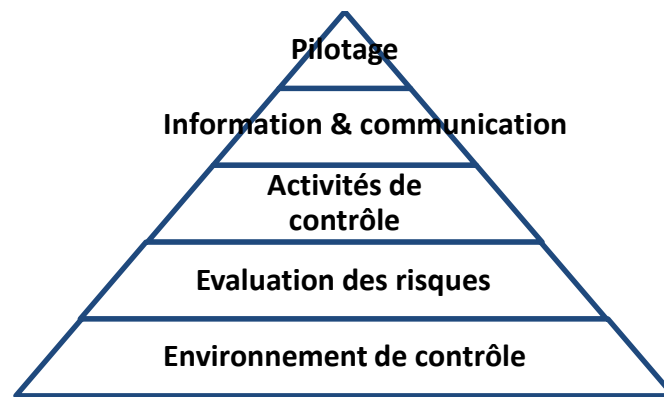 Pilotage
Information & communication
Activités de
contrôle
Evaluation des risques
Environnement de contrôle